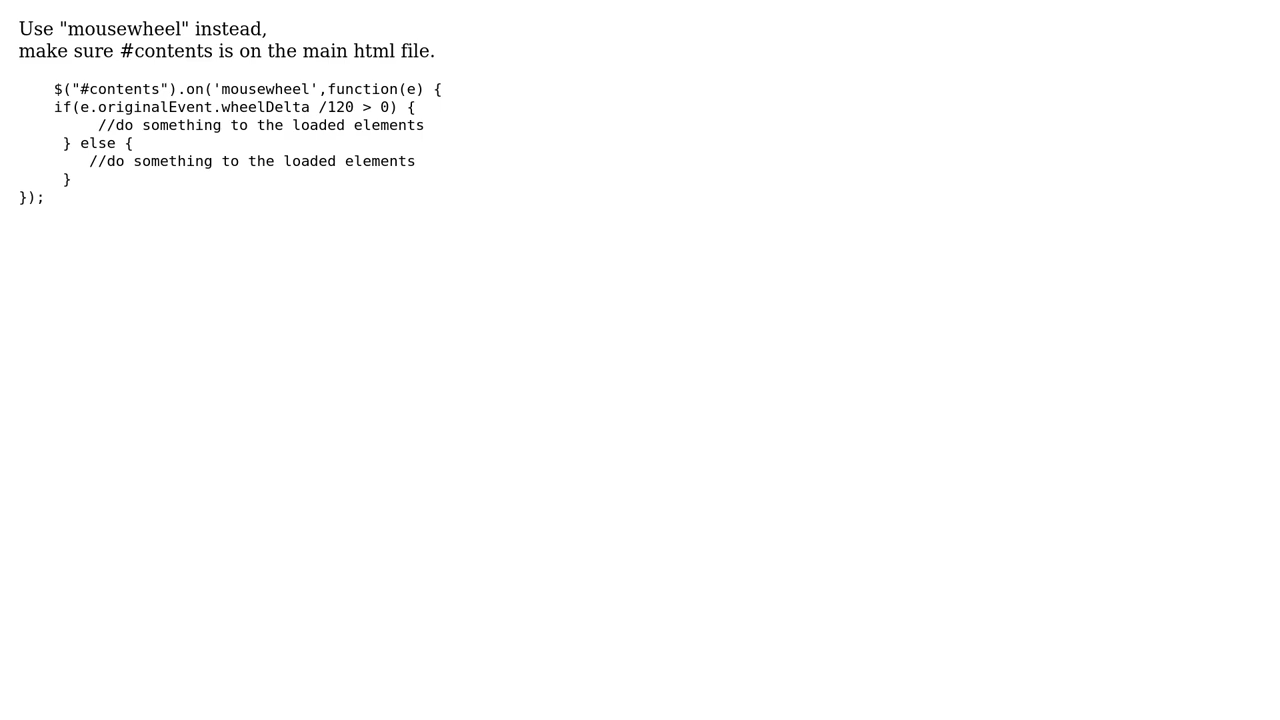 Use "mousewheel" instead,
make sure #contents is on the main html file.
    $("#contents").on('mousewheel',function(e) {
    if(e.originalEvent.wheelDelta /120 > 0) {
         //do something to the loaded elements
     } else {
        //do something to the loaded elements
     }
});